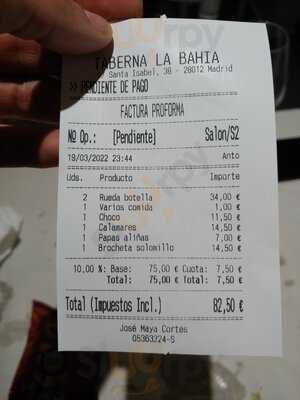 TABERNA LA BAHIA
Santa Isabel, 38 - 28012 Madrid
>> PENDIENTE DE PAGO
FACTURA PROFORMA
Nº Op.: [Pendiente] Salon/S2
19/03/2022 23:44 Anto
Uds. Producto Importe
2 Rueda botella 34,00 €
1 Varios comida 1,00 €
1 Choco 11,50 €
1 Calamares 14,50 €
1 Papas aliñas 7,00 €
1 Brocheta solomillo 14,50 €
10,00 %: Base: 75,00 € Cuota: 7,50 €
Total: 75,00 € Total: 7,50 €
Total (Impuestos Incl.) 82,50 €
José Maya Cortés
05363324-S